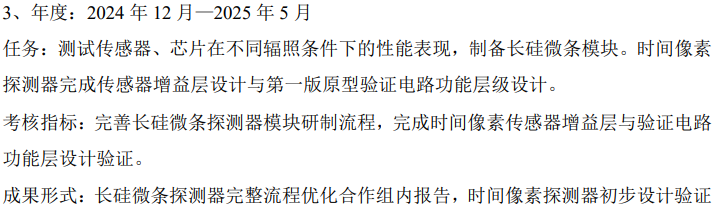 3、年度：2024 年 12 月—2025 年 5 月
任务：测试传感器、芯片在不同辐照条件下的性能表现，制备长硅微条模块。时间像素
探测器完成传感器增益层设计与第一版原型验证电路功能层级设计。
考核指标：完善长硅微条探测器模块研制流程，完成时间像素传感器增益层与验证电路
功能层设计验证。
成果形式：长硅微条探测器完整流程优化合作组内报告，时间像素探测器初步设计验证